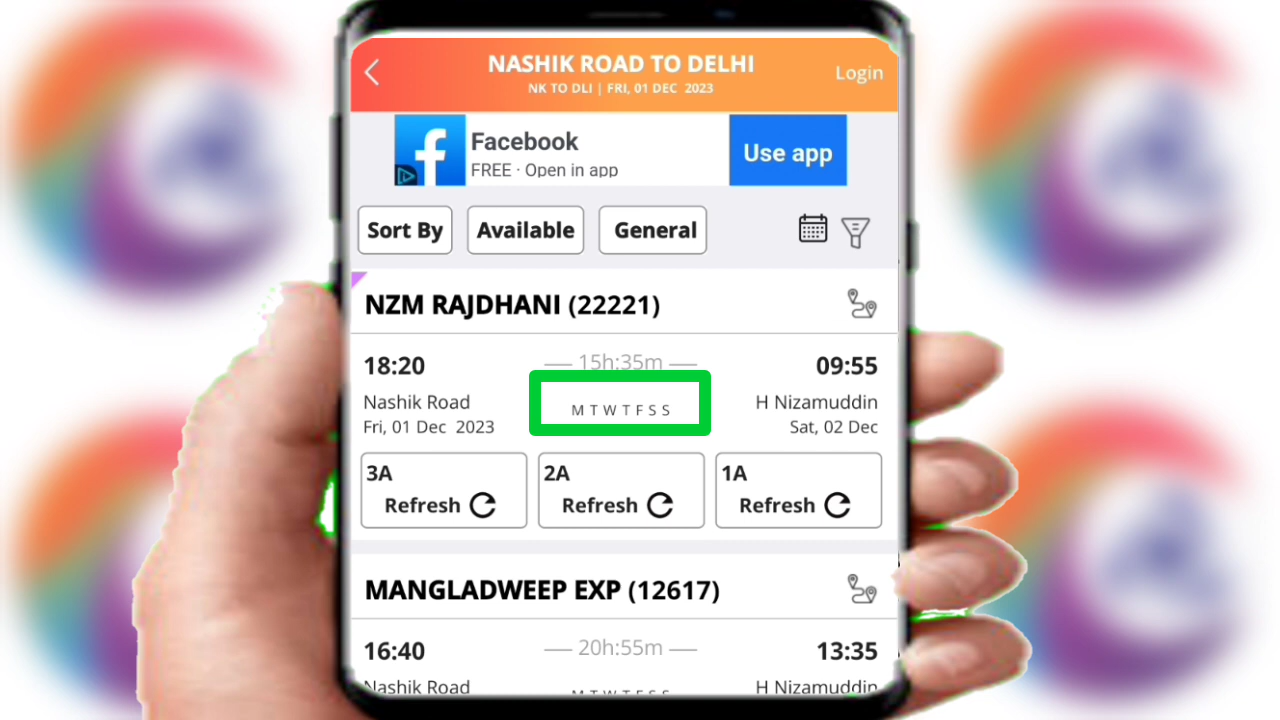 NASHIK ROAD TO DELHI
NK TO DLI | FRI, 01 DEC 2023
Login
Facebook
FREE · Open in app
Use app
Sort By
Available
General
NZM RAJDHANI (22221)
18:20
15h:35m
09:55
Nashik Road
M T W T F S S
H Nizamuddin
Fri, 01 Dec 2023
Sat, 02 Dec
3A
Refresh
2A
Refresh
1A
Refresh
MANGLADWEEP EXP (12617)
16:40
20h:55m
13:35
Nashik Road
M T W T F S S
H Nizamuddin